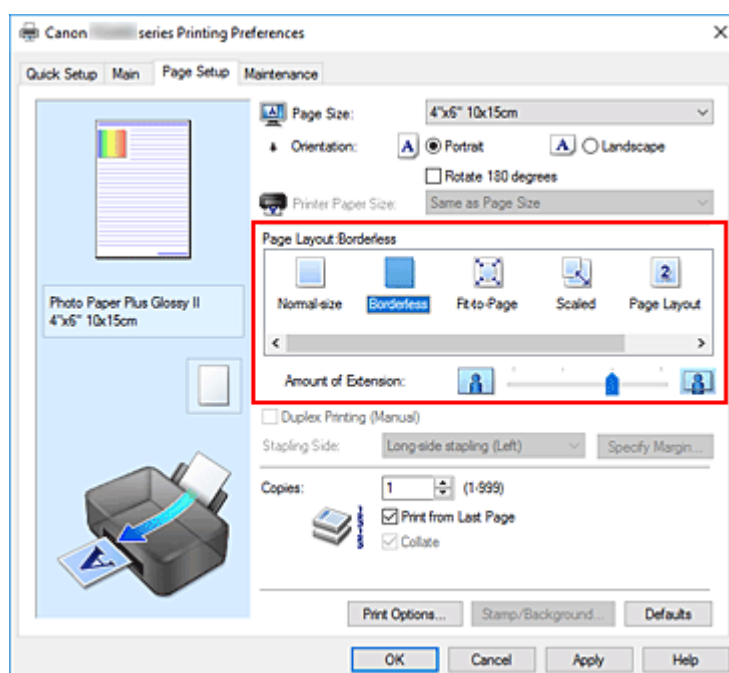 Canon series Printing Preferences
Quick Setup Main Page Setup Maintenance
Page Size: 4"x6" 10x15cm
Orientation: A Portrait A Landscape
Rotate 180 degrees
Printer Paper Size: Same as Page Size
Page Layout:Borderless
2
Normal-size Borderless Fit-to-Page Scaled Page Layout
Photo Paper Plus Glossy II
4"x6" 10x15cm
Amount of Extension:
Duplex Printing (Manual)
Stapling Side: Long-side stapling (Left) Specify Margin...
Copies: 1 (1-999)
Print from Last Page
Collate
A
Print Options... Stamp/Background... Defaults
OK Cancel Apply Help